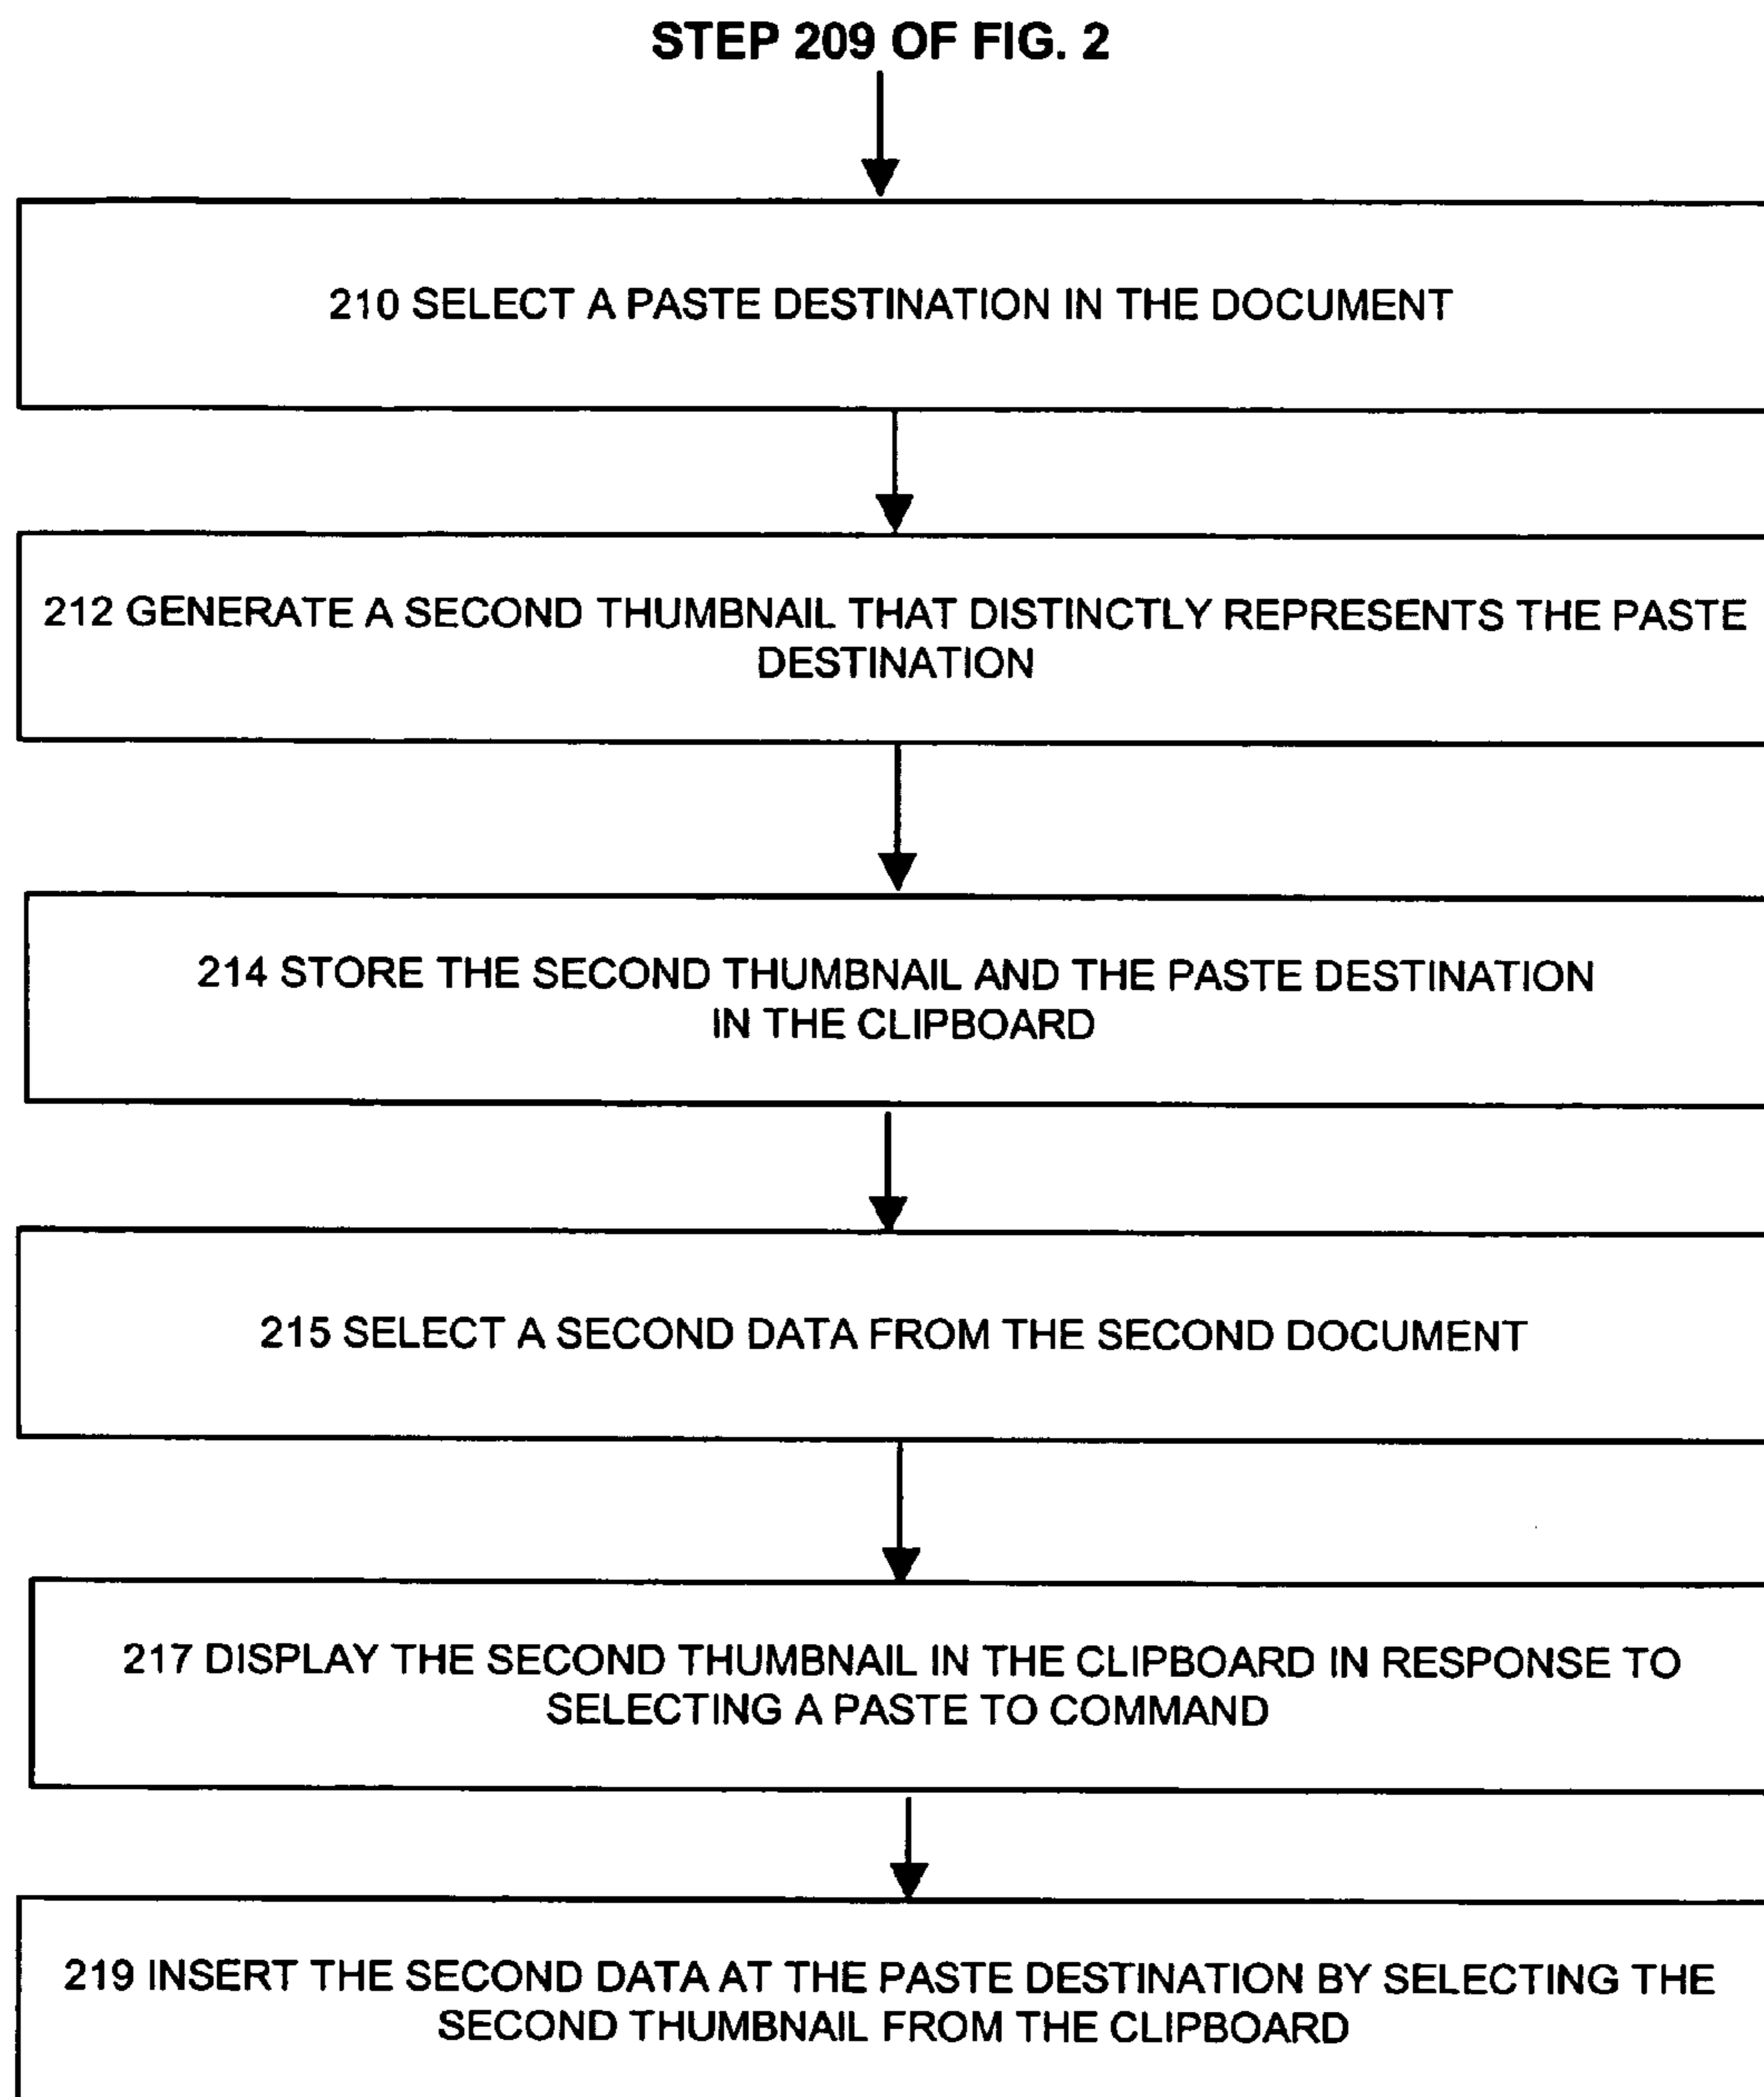 STEP 209 OF FIG. 2
210 SELECT A PASTE DESTINATION IN THE DOCUMENT
212 GENERATE A SECOND THUMBNAIL THAT DISTINCTLY REPRESENTS THE PASTE
DESTINATION
214 STORE THE SECOND THUMBNAIL AND THE PASTE DESTINATION
IN THE CLIPBOARD
215 SELECT A SECOND DATA FROM THE SECOND DOCUMENT
217 DISPLAY THE SECOND THUMBNAIL IN THE CLIPBOARD IN RESPONSE TO
SELECTING A PASTE TO COMMAND
219 INSERT THE SECOND DATA AT THE PASTE DESTINATION BY SELECTING THE
SECOND THUMBNAIL FROM THE CLIPBOARD